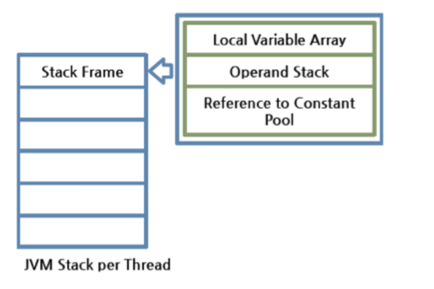 Local Variable Array
Stack Frame
Operand Stack
Reference to Constant
Pool
JVM Stack per Thread